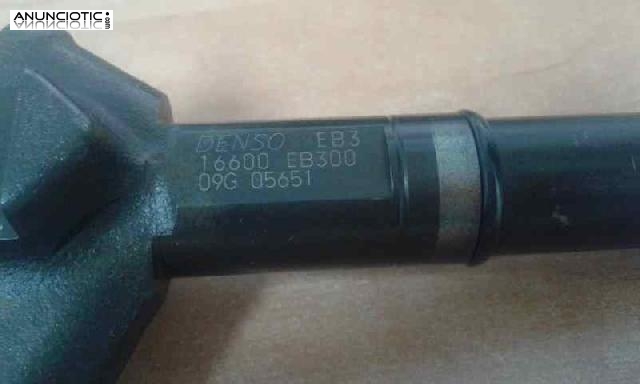 ANUNCIOTIC.com
DENSO EB3
16600 EB300
09G 05651